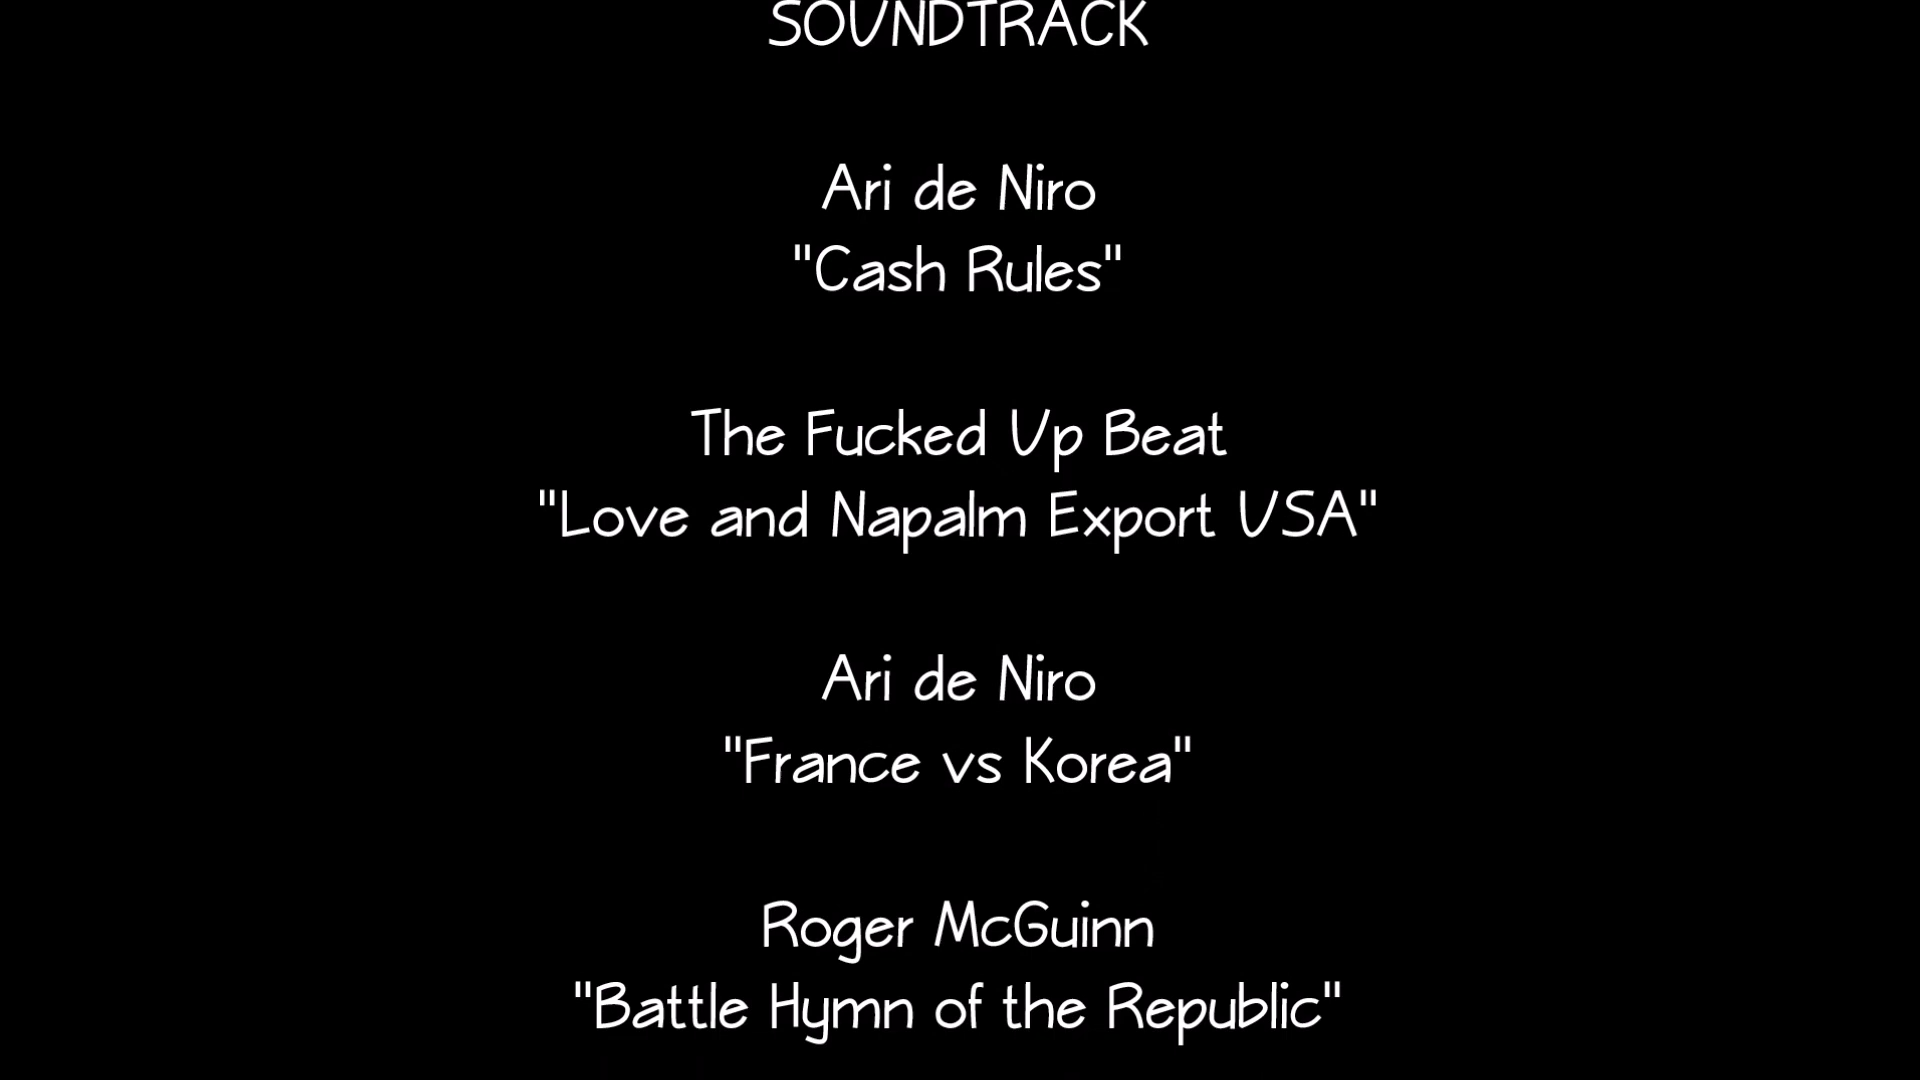 SOUNDTRACK
Ari de Niro
"Cash Rules"
The Fucked Up Beat
"Love and Napalm Export USA"
Ari de Niro
"France vs Korea"
Roger McGuinn
"Battle Hymn of the Republic"